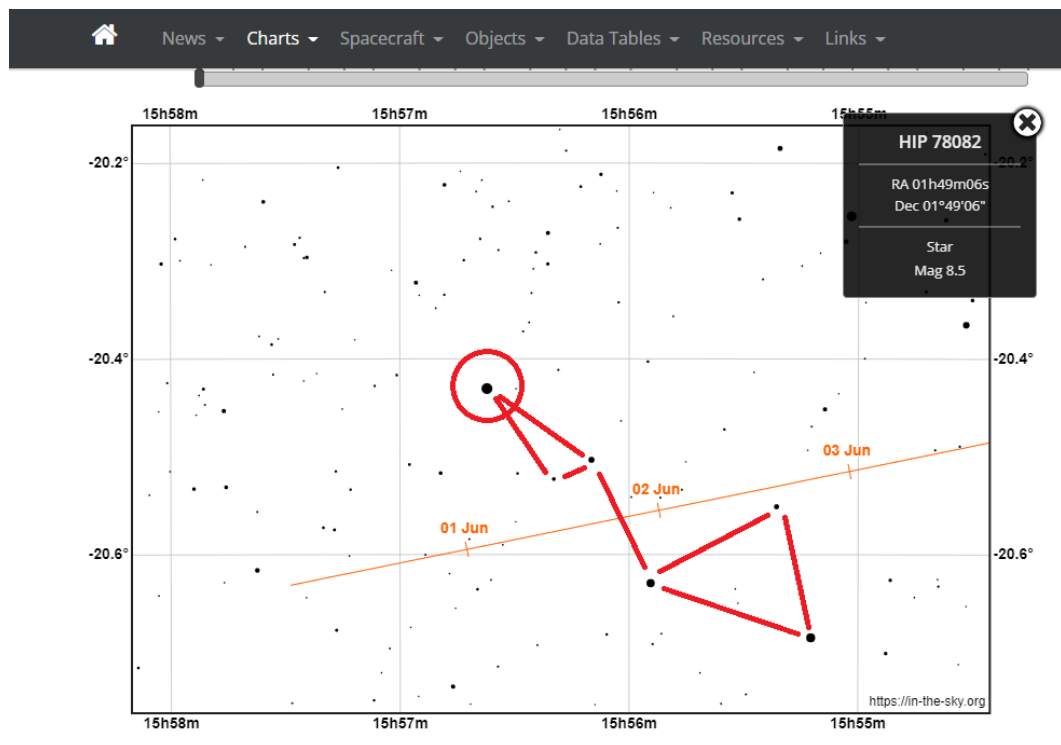 News Charts Spacecraft Objects Data Tables Resources Links
15h58m 15h57m 15h56m 15h55m
HIP 78082
-20.2° -20.2°
RA 01h49m06s
Dec 01°49'06"
Star
Mag 8.5
-20.4° -20.4°
03 Jun
02 Jun
01 Jun
-20.6° -20.6°
https://in-the-sky.org
15h58m 15h57m 15h56m 15h55m